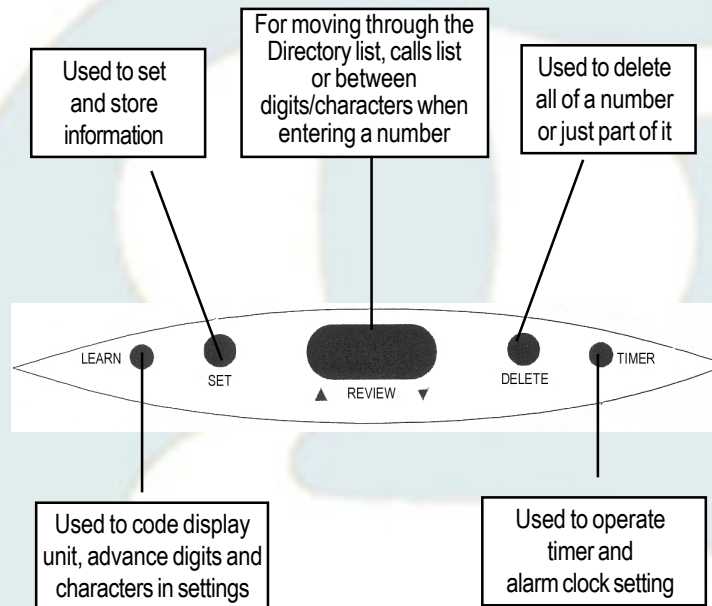 For moving through the
Directory list, calls list
or between
digits/characters when
entering a number
Used to set
and store
information
Used to delete
all of a number
or just part of it
LEARN
SET
▲ REVIEW ▼
DELETE
TIMER
Used to code display
unit, advance digits and
characters in settings
Used to operate
timer and
alarm clock setting